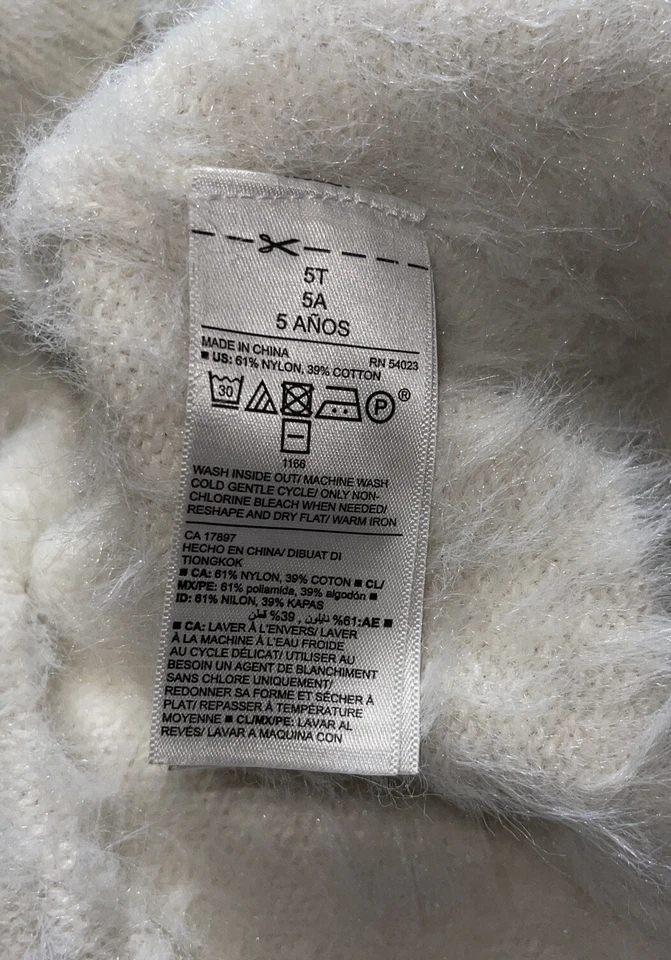 5T
5A
5 AÑOS
MADE IN CHINA RN 54023
■ US: 61% NYLON, 39% COTTON
30 P ®
1166
WASH INSIDE OUT/ MACHINE WASH
COLD GENTLE CYCLE/ ONLY NON-
CHLORINE BLEACH WHEN NEEDED/
RESHAPE AND DRY FLAT/ WARM IRON
CA 17897
HECHO EN CHINA/ DIBUAT DI
TIONGKOK
■ CA: 61% NYLON, 39% COTON ■ CL/
MX/PE: 61% poliamida, 39% algodón ■
ID: 61% NILON, 39% KAPAS
■ AE:61% نايلون , 39% قطن
■ CA: LAVER À L'ENVERS/ LAVER
À LA MACHINE À L'EAU FROIDE
AU CYCLE DÉLICAT/ UTILISER AU
BESOIN UN AGENT DE BLANCHIMENT
SANS CHLORE UNIQUEMENT/
REDONNER SA FORME ET SÉCHER À
PLAT/ REPASSER À TEMPÉRATURE
MOYENNE ■ CL/MX/PE: LAVAR AL
REVÉS/ LAVAR A MAQUINA CON